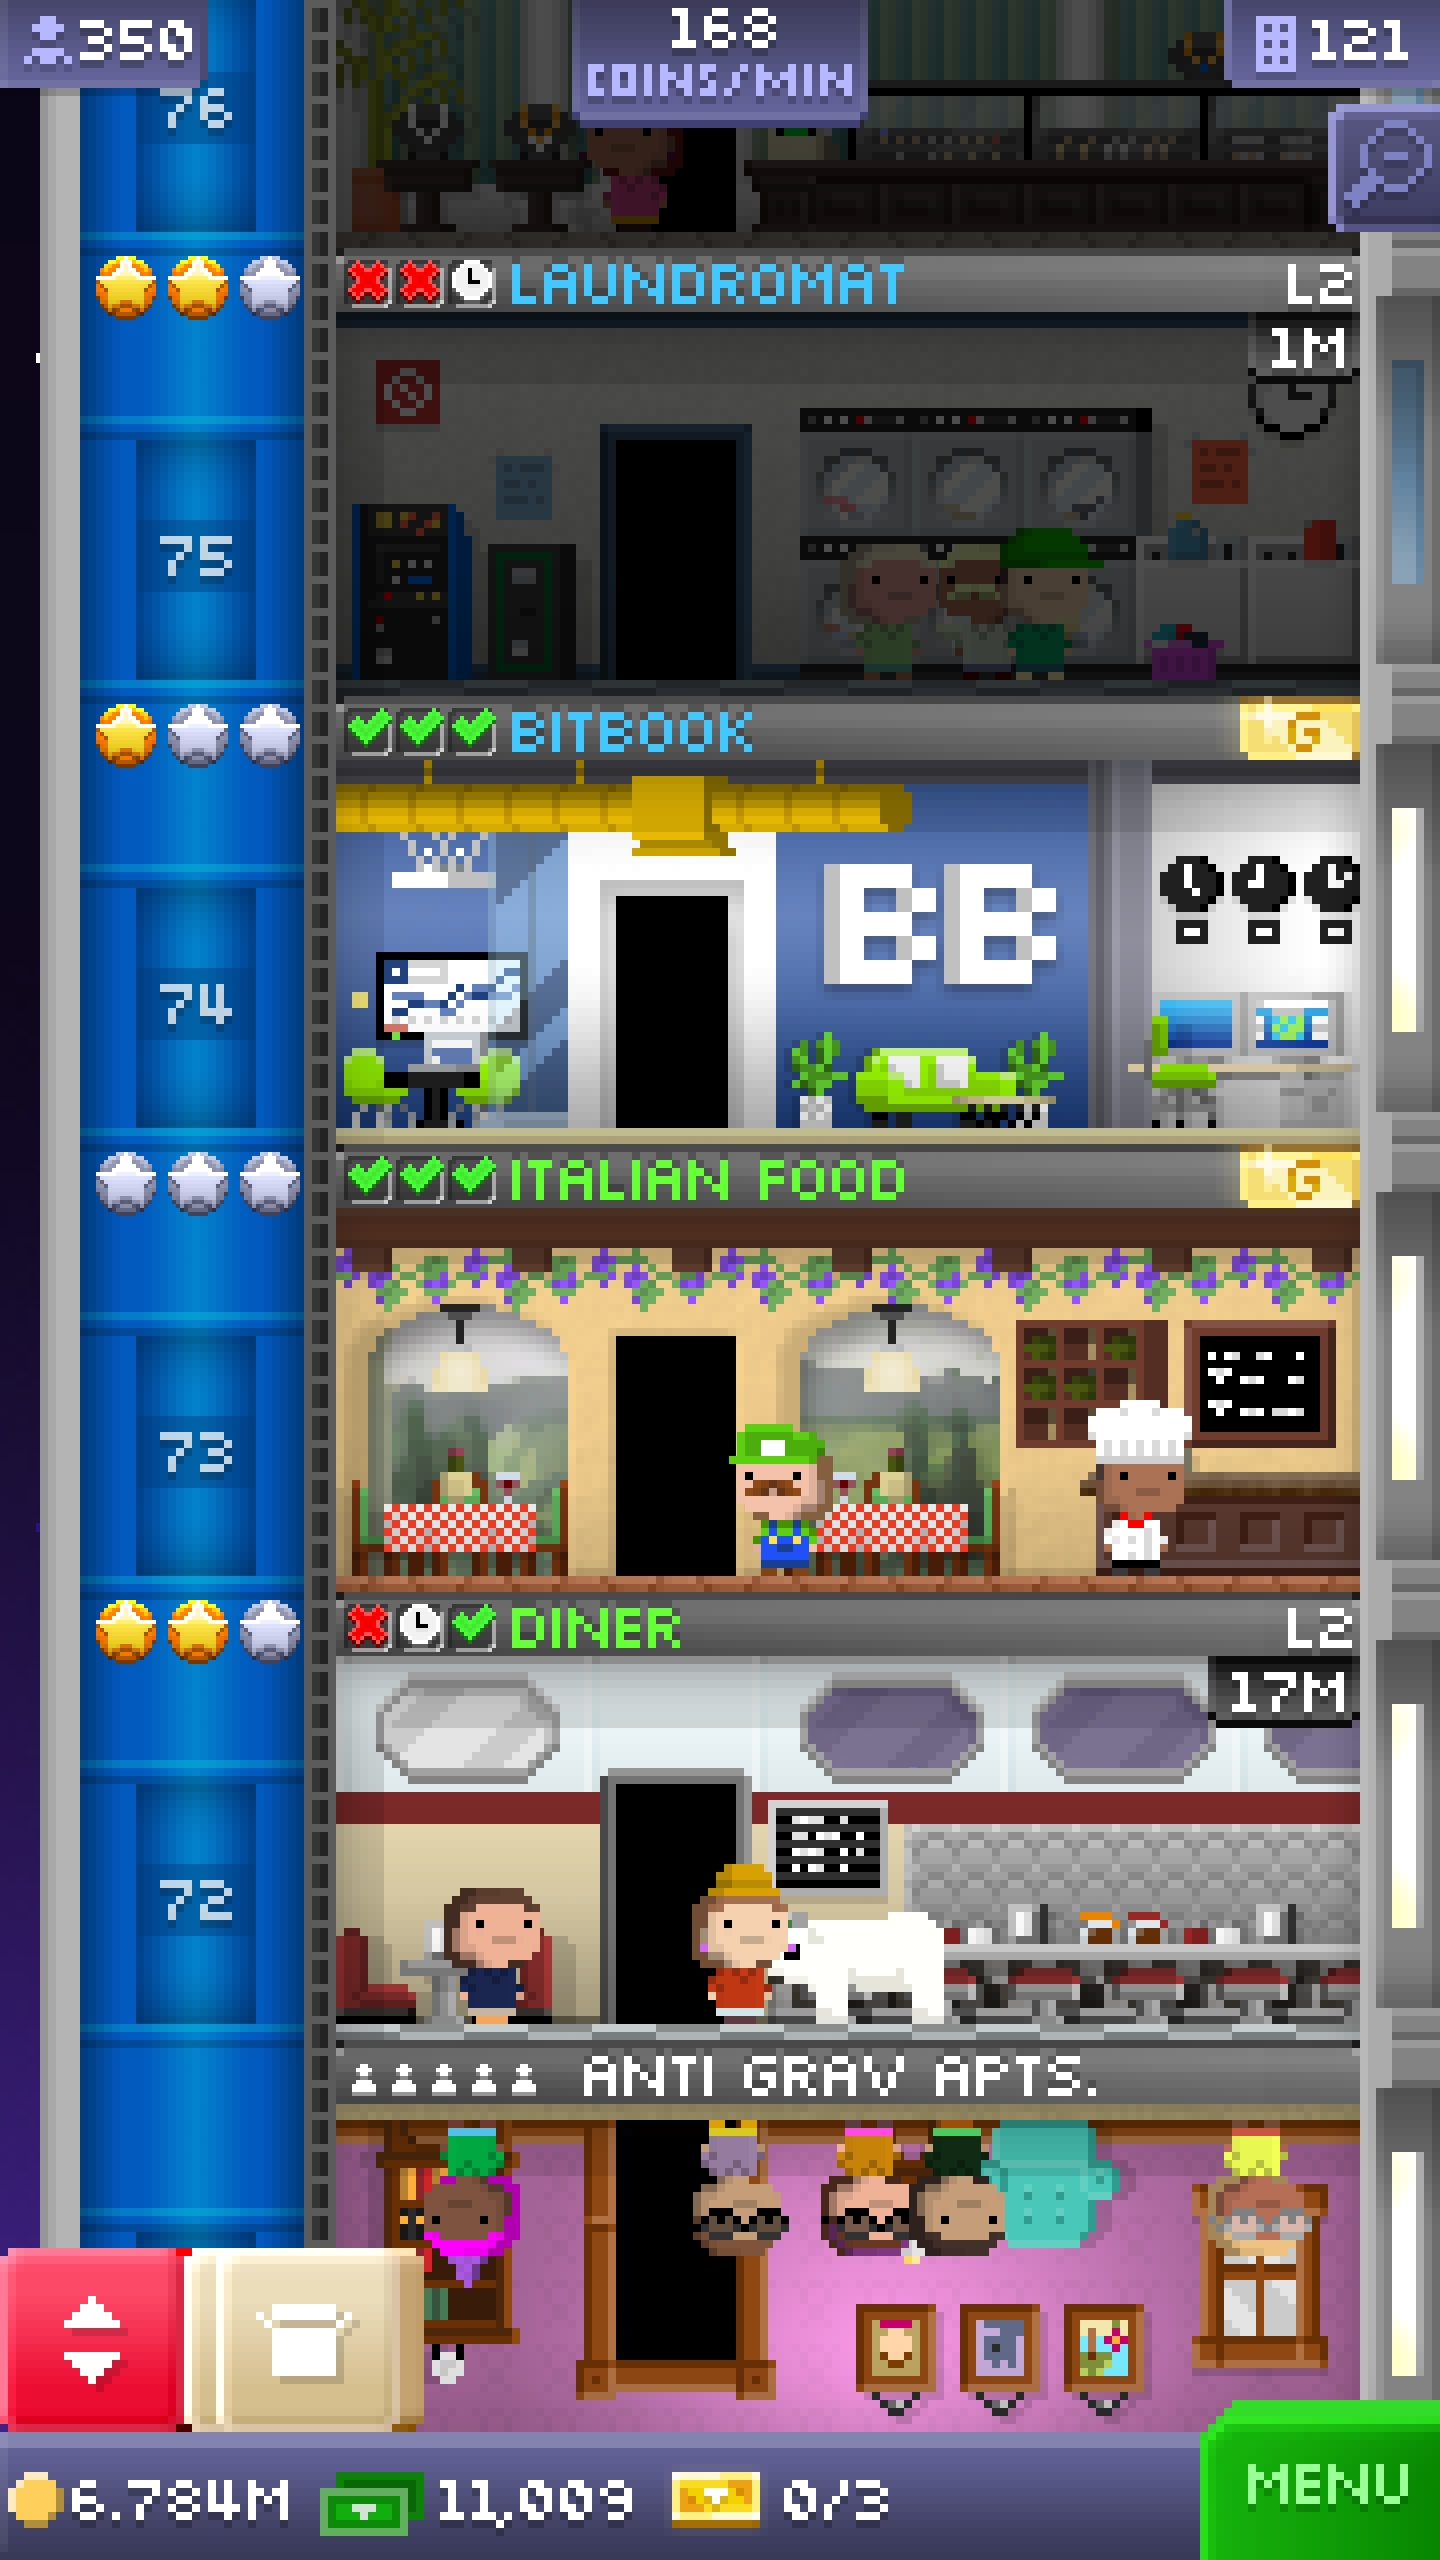 350
168
COINS/MIN
121
76
LAUNDROMAT
L2
1M
75
BITBOOK
G
BB
74
ITALIAN FOOD
G
73
DINER
L2
17M
72
ANTI GRAV APTS.
6.784M
11,009
0/3
MENU